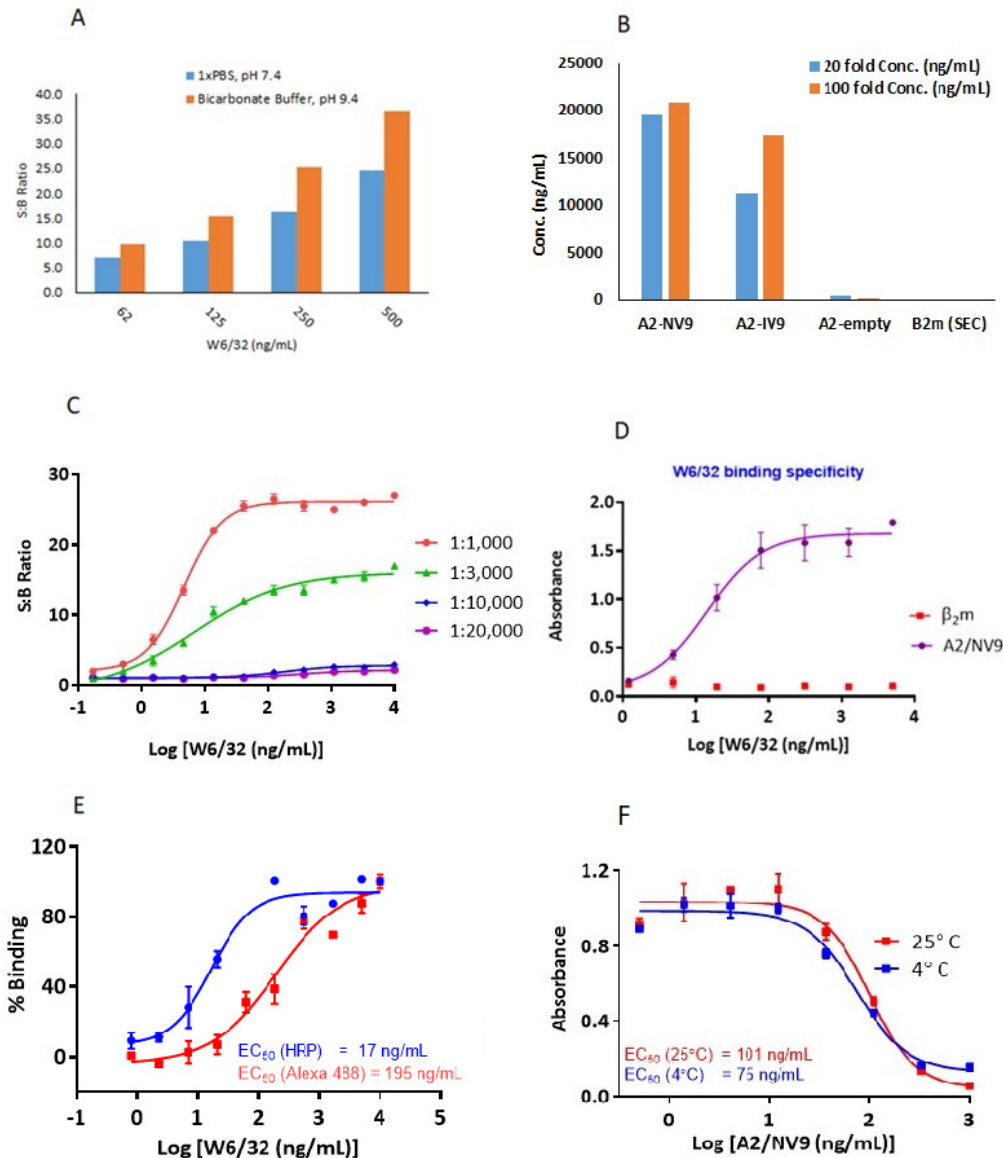 A
1xPBS, pH 7.4
Bicarbonate Buffer, pH 9.4
40.0
35.0
30.0
25.0
20.0
15.0
10.0
5.0
0.0
S:B Ratio
62
125
250
500
W6/32 (ng/mL)
B
20 fold Conc. (ng/mL)
100 fold Conc. (ng/mL)
25000
20000
15000
10000
5000
0
Conc. (ng/mL)
A2-NV9
A2-IV9
A2-empty
B2m (SEC)
C
30
20
10
0
S:B Ratio
-1
0
1
2
3
4
Log [W6/32 (ng/mL)]
1:1,000
1:3,000
1:10,000
1:20,000
D
W6/32 binding specificity
2.0
1.5
1.0
0.5
0.0
Absorbance
0
1
2
3
4
Log [W6/32 (ng/mL)]
β₂m
A2/NV9
E
120
80
40
0
% Binding
EC₅₀ (HRP) = 17 ng/mL
EC₅₀ (Alexa 488) = 195 ng/mL
-1
0
1
2
3
4
5
Log [W6/32 (ng/mL)]
F
1.2
0.8
0.4
0.0
Absorbance
25° C
4° C
EC₅₀ (25°C) = 101 ng/mL
EC₅₀ (4°C) = 75 ng/mL
0
1
2
3
Log [A2/NV9 (ng/mL)]